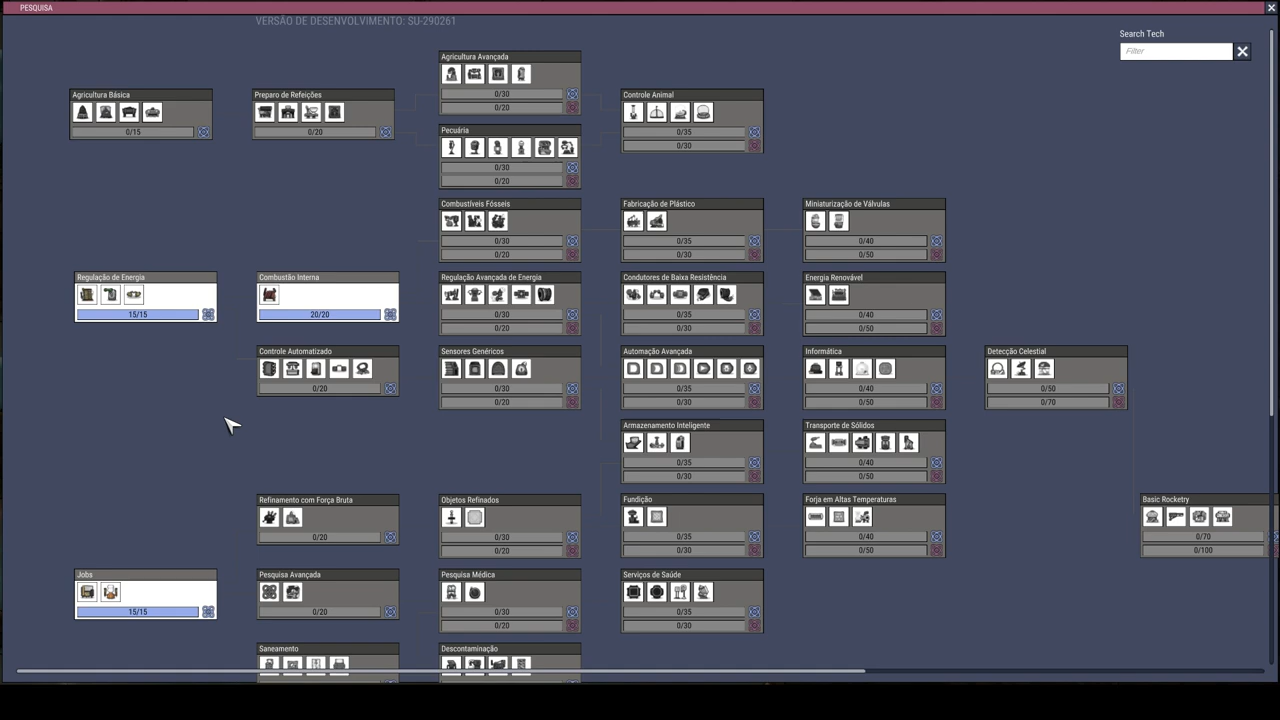 PESQUISA
VERSÃO DE DESENVOLVIMENTO: SU-290261
Search Tech
Filter
Agricultura Avançada
0/30
0/20
Agricultura Básica
0/15
Preparo de Refeições
0/20
Controle Animal
0/35
0/30
Pecuária
0/30
0/20
Combustíveis Fósseis
0/30
0/20
Fabricação de Plástico
0/35
0/30
Miniaturização de Válvulas
0/40
0/50
Regulação de Energia
15/15
Combustão Interna
20/20
Regulação Avançada de Energia
0/30
0/20
Condutores de Baixa Resistência
0/35
0/30
Energia Renovável
0/40
0/50
Controle Automatizado
0/20
Sensores Genéricos
0/30
0/20
Automação Avançada
0/35
0/30
Informática
0/40
0/50
Detecção Celestial
0/50
0/70
Armazenamento Inteligente
0/35
0/30
Transporte de Sólidos
0/40
0/50
Refinamento com Força Bruta
0/20
Objetos Refinados
0/30
0/20
Fundição
0/35
0/30
Forja em Altas Temperaturas
0/40
0/50
Basic Rocketry
0/70
0/100
Jobs
15/15
Pesquisa Avançada
0/20
Pesquisa Médica
0/30
0/20
Serviços de Saúde
0/35
0/30
Saneamento
Descontaminação